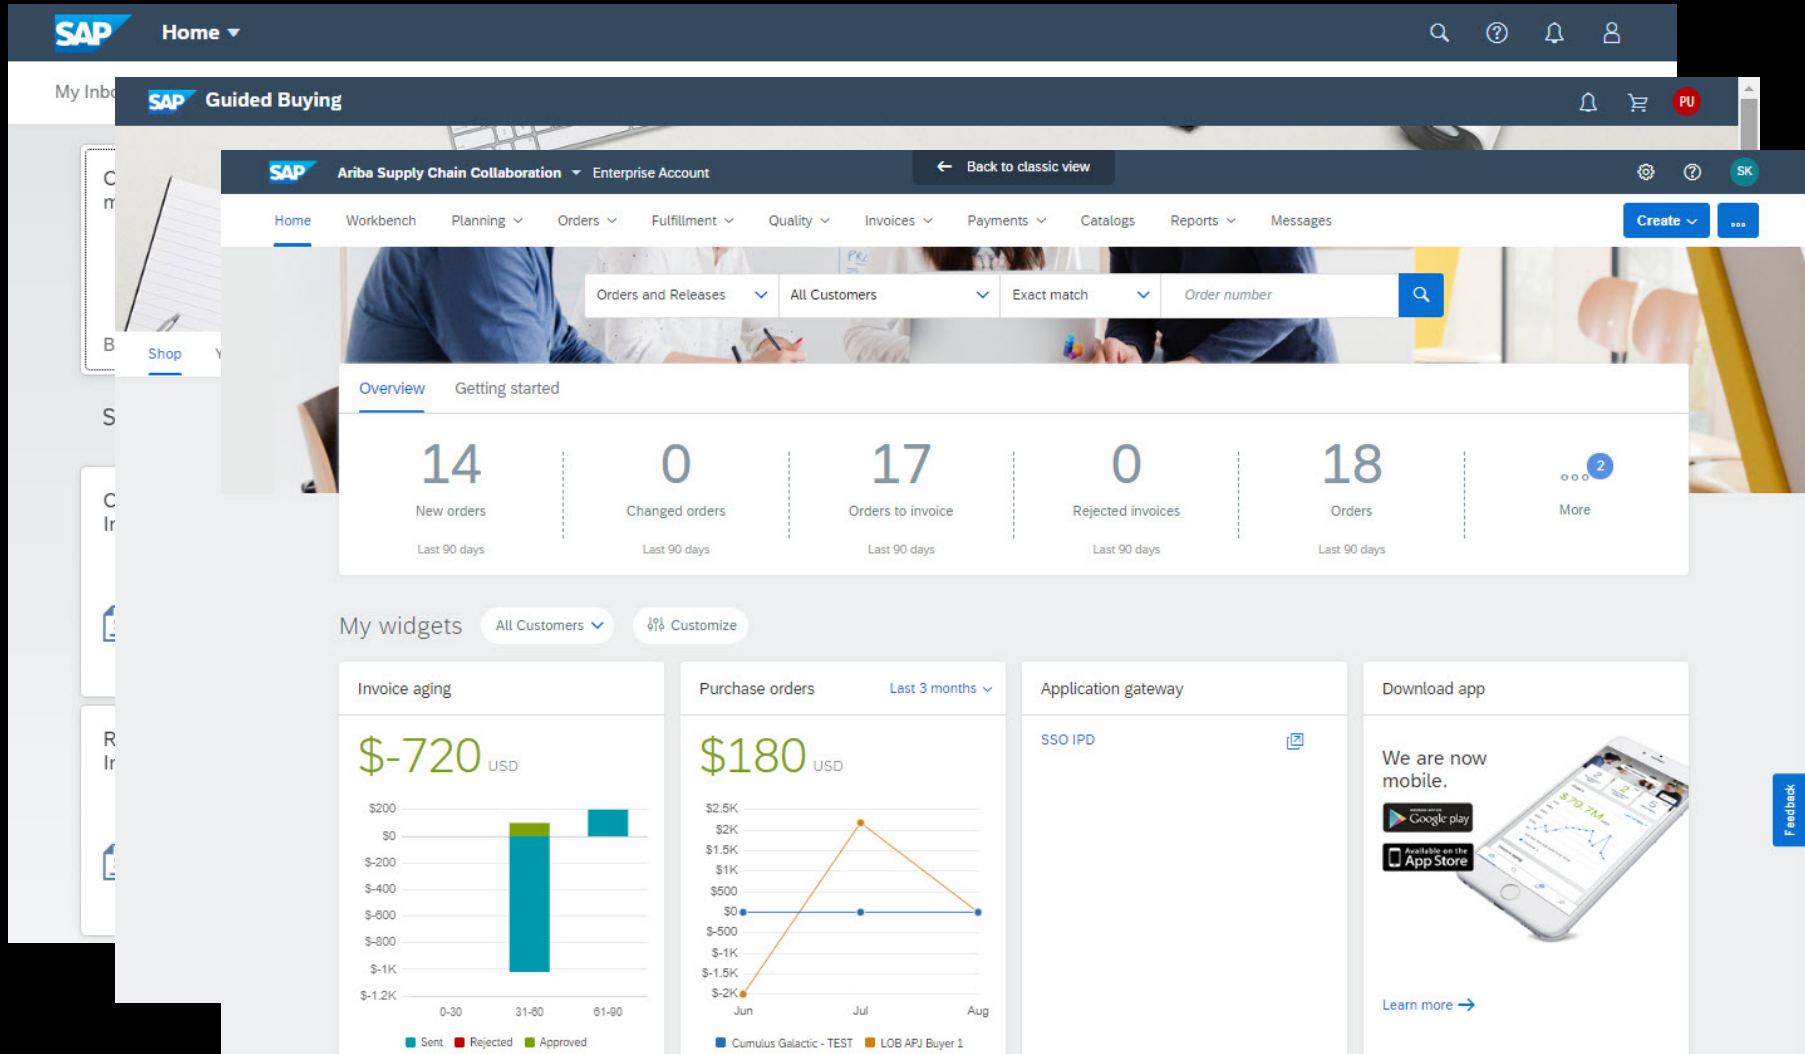 SAP Home
My Inbo
SAP Guided Buying
PU
SAP Ariba Supply Chain Collaboration Enterprise Account
Back to classic view
SK
Home Workbench Planning Orders Fulfillment Quality Invoices Payments Catalogs Reports Messages
Create
Orders and Releases All Customers Exact match Order number
Shop Y
Overview Getting started
14 0 17 0 18 2
New orders Changed orders Orders to invoice Rejected invoices Orders More
Last 90 days Last 90 days Last 90 days Last 90 days Last 90 days
My widgets All Customers Customize
Invoice aging
$-720 USD
$200
$0
$-200
$-400
$-600
$-800
$-1K
$-1.2K
0-30 31-60 61-90
Sent Rejected Approved
Purchase orders Last 3 months
$180 USD
$2.5K
$2K
$1.5K
$1K
$500
$0
$-500
$-1K
$-1.5K
$-2K
Jun Jul Aug
Cumulus Galactic - TEST LOB APJ Buyer 1
Application gateway
SSO IPD
Download app
We are now
mobile.
Google play
Available on the
App Store
$79.7M
Learn more
Feedback